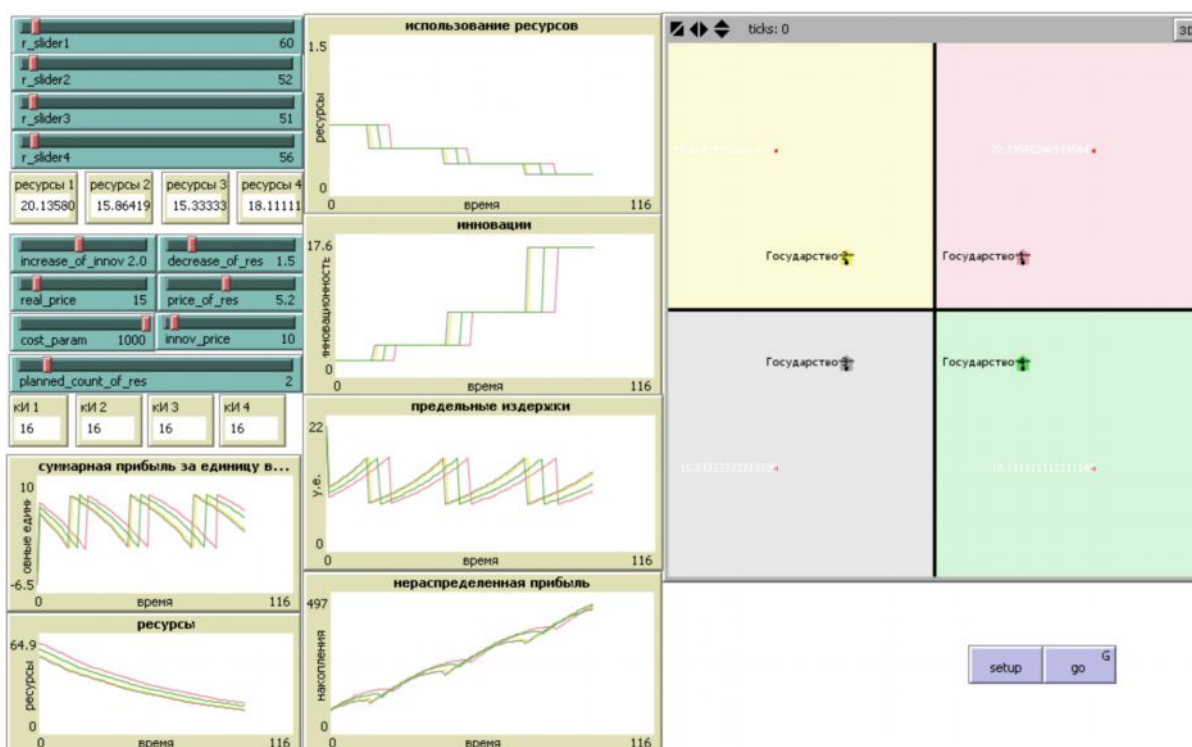 r_slider1 60
r_slider2 52
r_slider3 51
r_slider4 56
ресурсы 1 ресурсы 2 ресурсы 3 ресурсы 4
20.13580 15.86419 15.33333 18.11111
increase_of_innov 2.0 decrease_of_res 1.5
real_price 15 price_of_res 5.2
cost_param 1000 innov_price 10
planned_count_of_res 2
кИ 1 кИ 2 кИ 3 кИ 4
16 16 16 16
суммарная прибыль за единицу в...
10
овные един
-6.5
0 время 116
ресурсы
64.9
ресурсы
0
0 время 116
использование ресурсов
1.5
ресурсы
0
0 время 116
инновации
17.6
инновационность
0
0 время 116
предельные издержки
22
у.е.
0
0 время 116
нераспределенная прибыль
497
накопления
0
0 время 116
ticks: 0 3D
Государство
Государство
Государство
Государство
setup
go
G